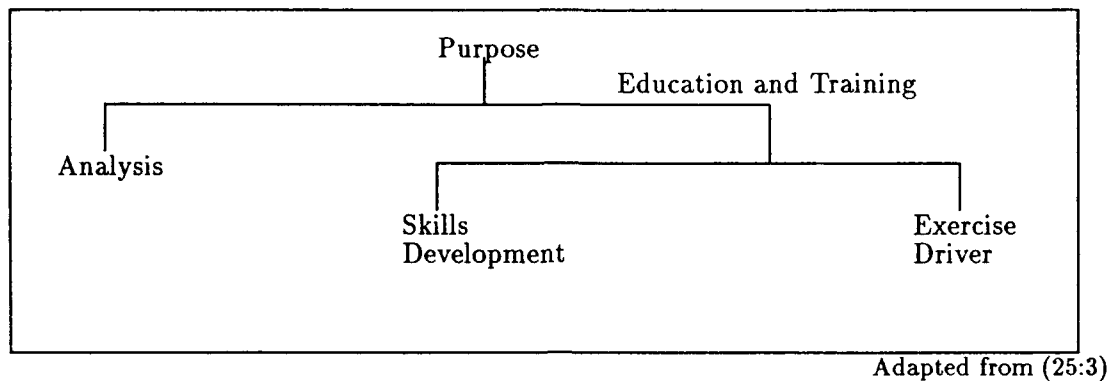 Purpose
Education and Training
Analysis
Skills
Development
Exercise
Driver
Adapted from (25:3)